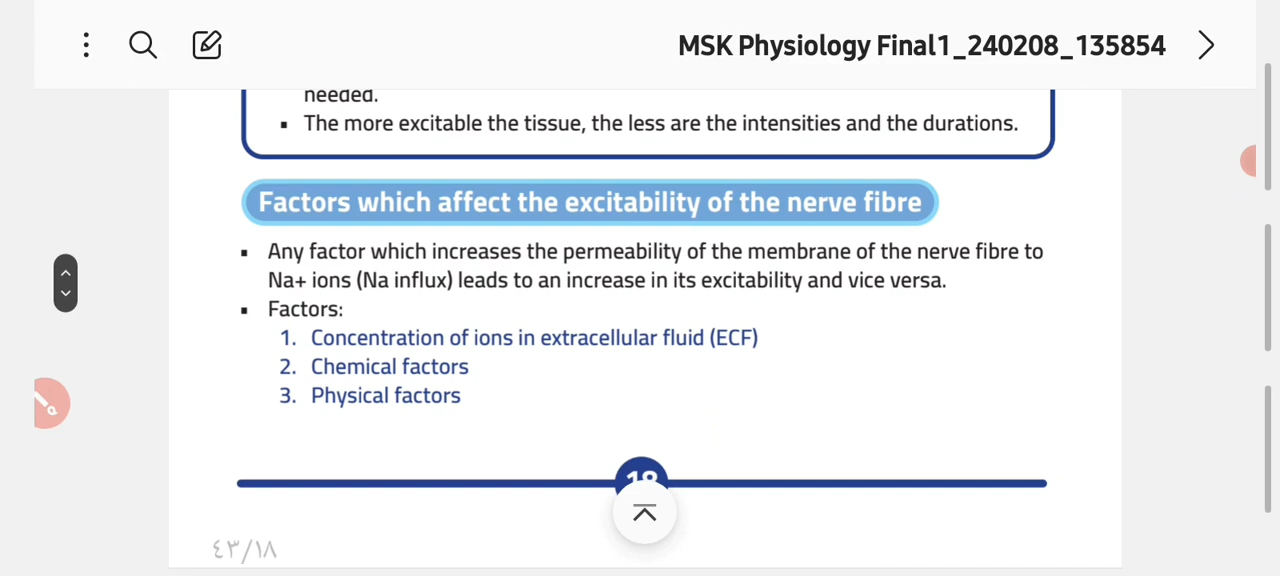 MSK Physiology Final1_240208_135854
needed.
▪ The more excitable the tissue, the less are the intensities and the durations.
Factors which affect the excitability of the nerve fibre
▪ Any factor which increases the permeability of the membrane of the nerve fibre to
Na+ ions (Na influx) leads to an increase in its excitability and vice versa.
▪ Factors:
1. Concentration of ions in extracellular fluid (ECF)
2. Chemical factors
3. Physical factors
18
٤٣/١٨